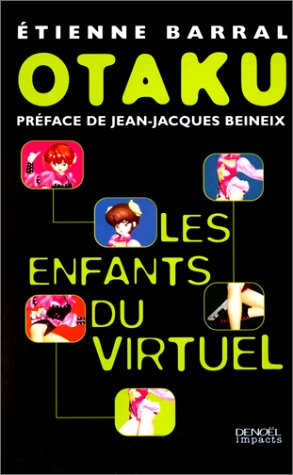 ÉTIENNE BARRAL
OTAKU
PRÉFACE DE JEAN-JACQUES BEINEIX
LES
ENFANTS
DU
VIRTUEL
DENOËL
impacts